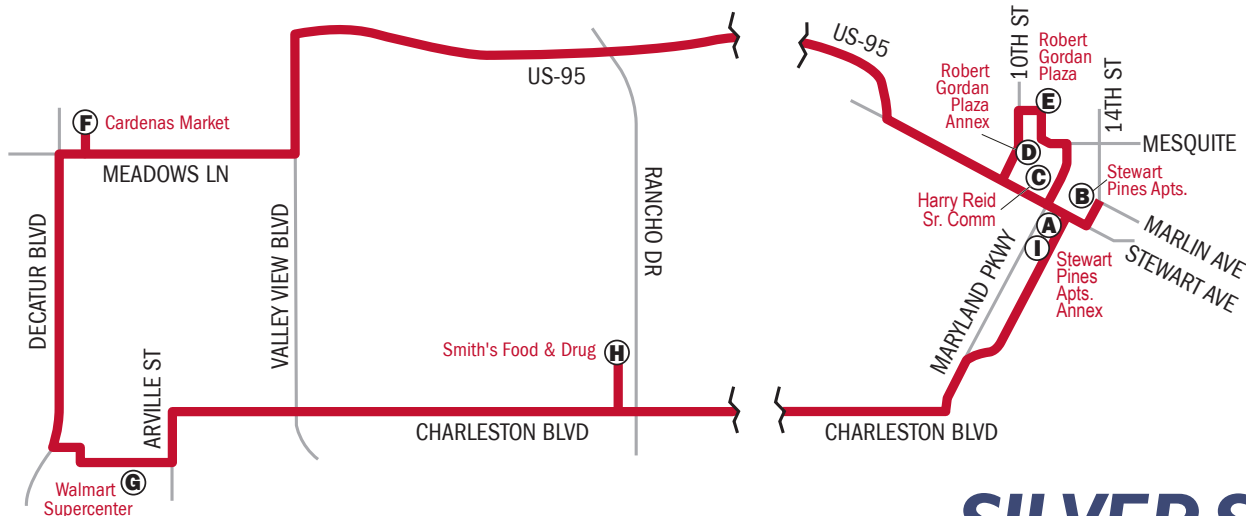 US-95
US-95
10TH ST
Robert
Gordan
Plaza
Robert
Gordan
Plaza
Annex
E
14TH ST
F
Cardenas Market
MEADOWS LN
D
MESQUITE
C
Stewart
Pines Apts.
B
Harry Reid
Sr. Comm
RANCHO DR
A
I
MARLIN AVE
STEWART AVE
Stewart
Pines
Apts.
Annex
DECATUR BLVD
VALLEY VIEW BLVD
MARYLAND PKWY
ARVILLE ST
Smith's Food & Drug
H
CHARLESTON BLVD
CHARLESTON BLVD
G
Walmart
Supercenter
SILVER S